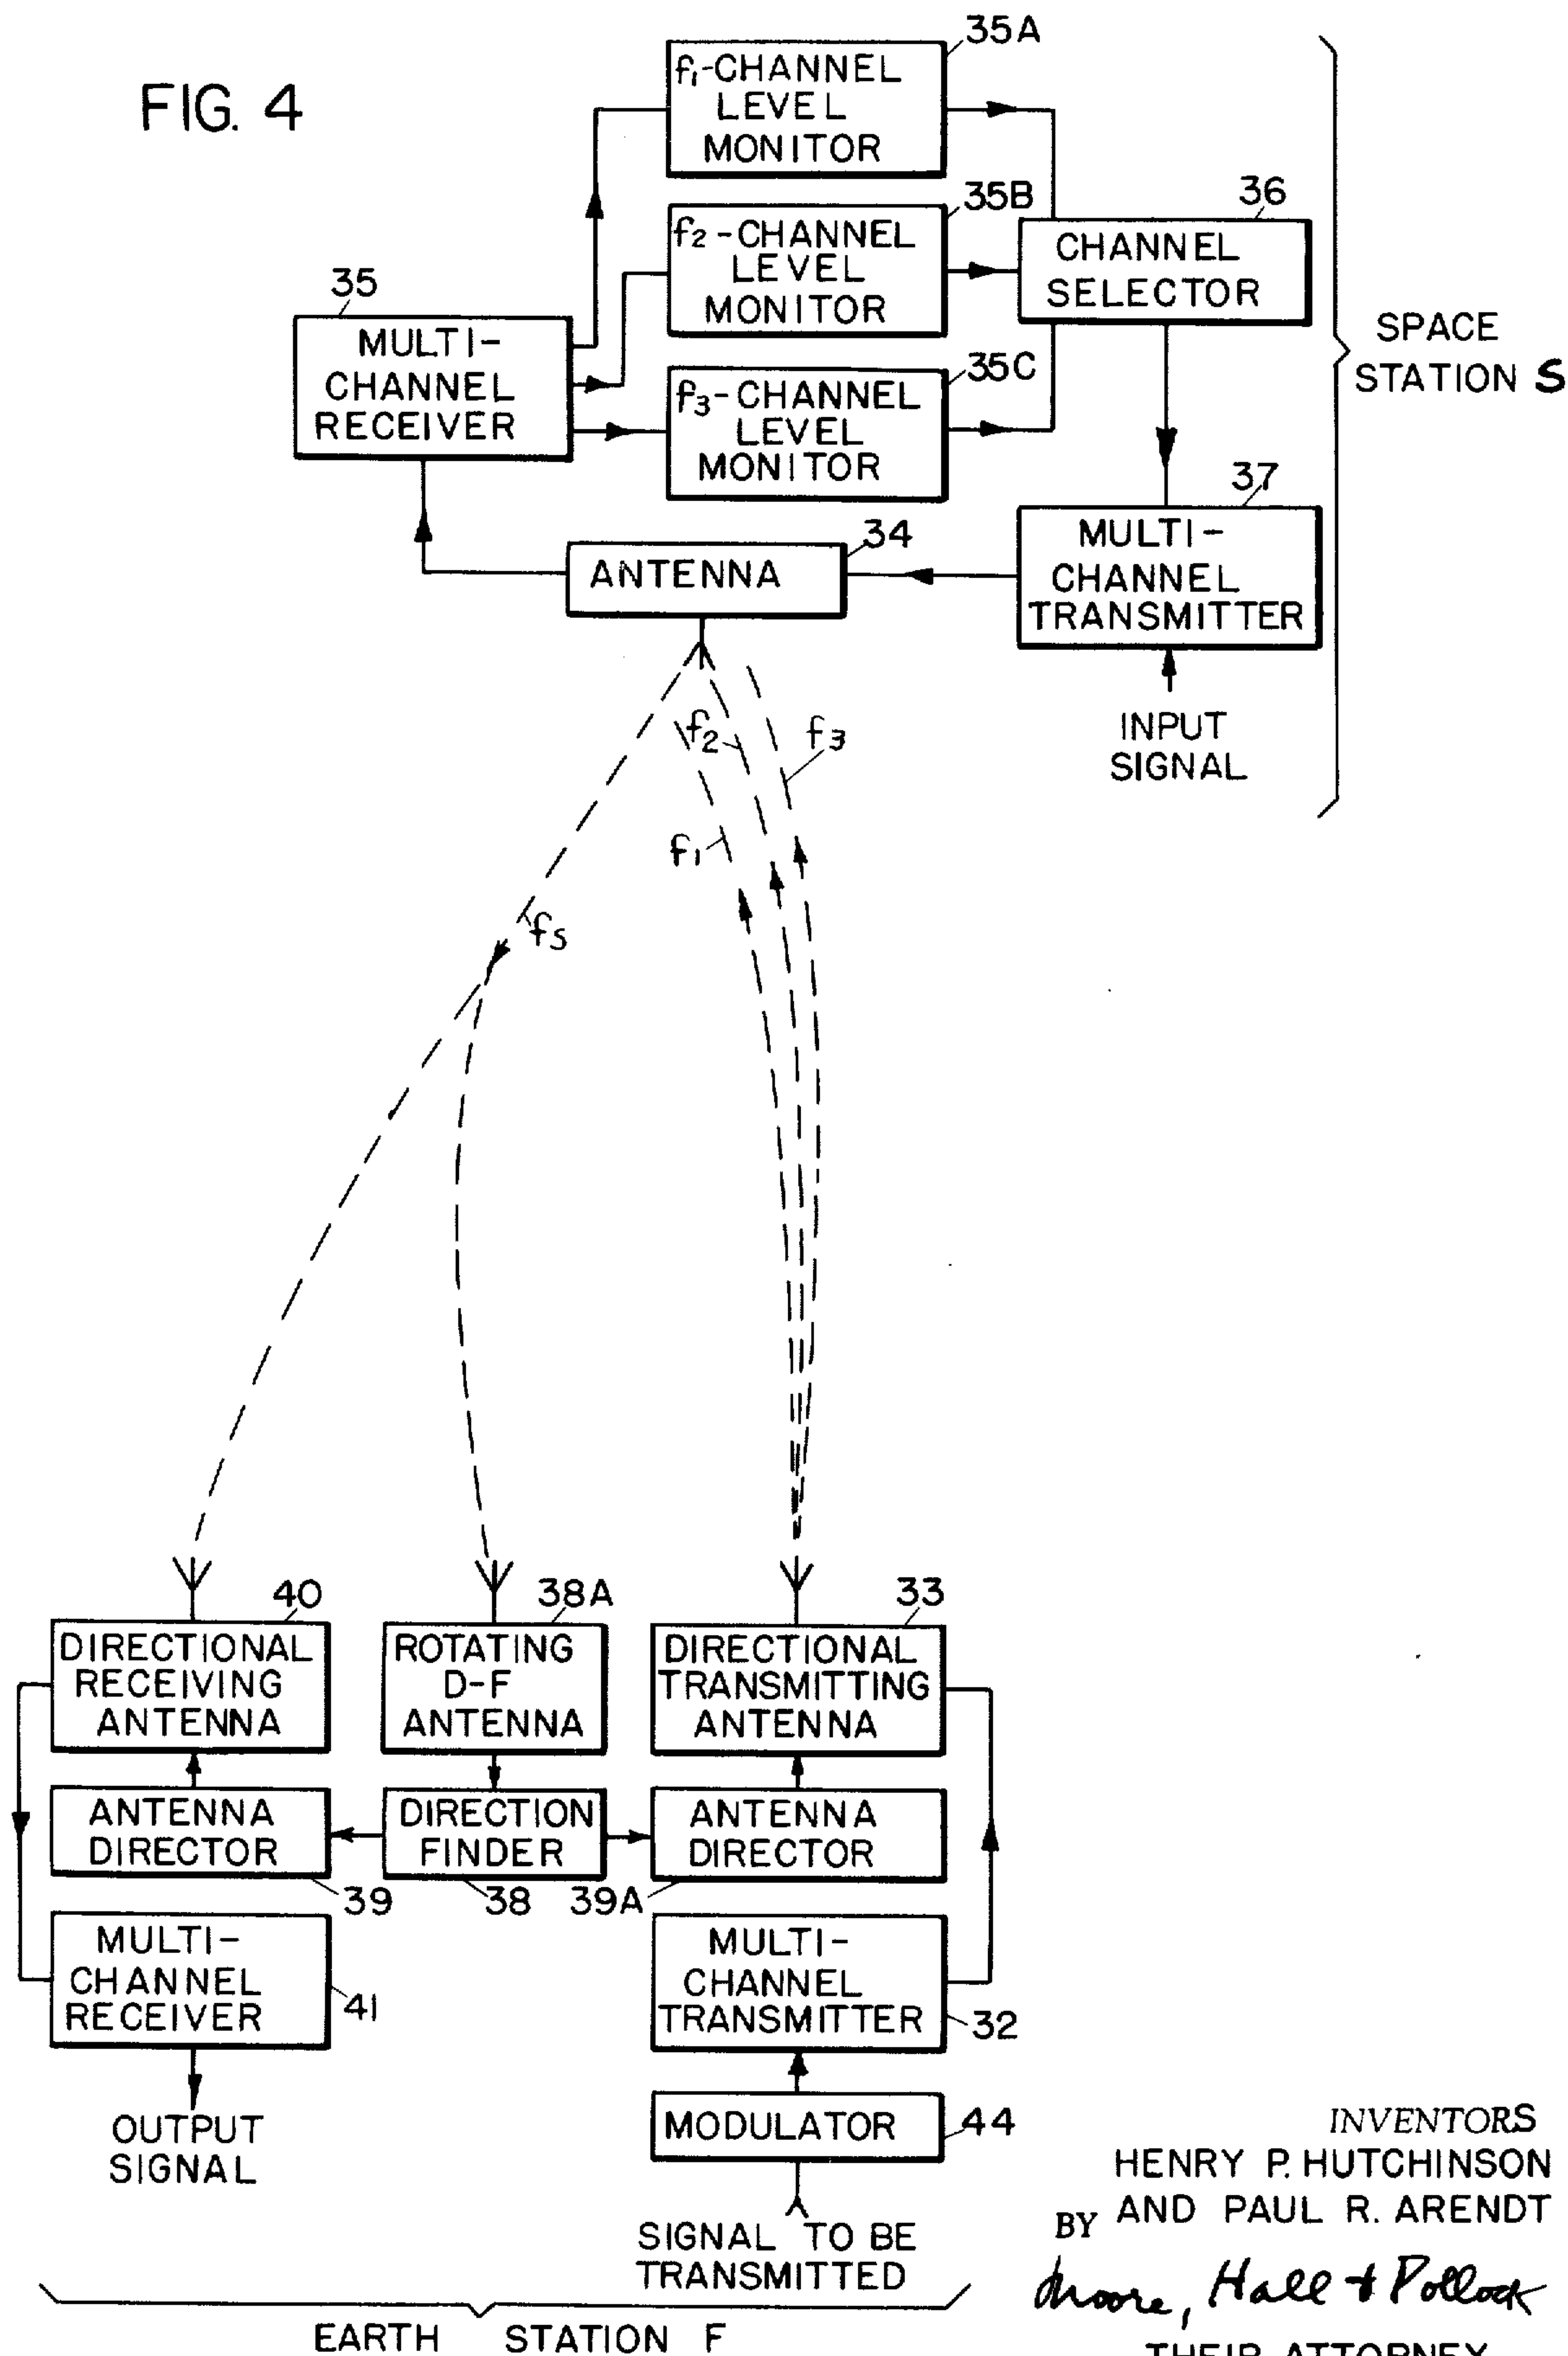 FIG. 4
35A
f1-CHANNEL
LEVEL
MONITOR
35B
f2-CHANNEL
LEVEL
MONITOR
36
CHANNEL
SELECTOR
35
MULTI-
CHANNEL
RECEIVER
35C
f3-CHANNEL
LEVEL
MONITOR
SPACE
STATION S
34
ANTENNA
37
MULTI-
CHANNEL
TRANSMITTER
INPUT
SIGNAL
f2
f3
f1
fs
40
DIRECTIONAL
RECEIVING
ANTENNA
38A
ROTATING
D-F
ANTENNA
33
DIRECTIONAL
TRANSMITTING
ANTENNA
ANTENNA
DIRECTOR
39
DIRECTION
FINDER
38
ANTENNA
DIRECTOR
39A
MULTI-
CHANNEL
RECEIVER
41
MULTI-
CHANNEL
TRANSMITTER
32
OUTPUT
SIGNAL
MODULATOR
44
SIGNAL TO BE
TRANSMITTED
EARTH STATION F
INVENTORS
HENRY P. HUTCHINSON
BY AND PAUL R. ARENDT
Moore, Hall & Pollock
THEIR ATTORNEY